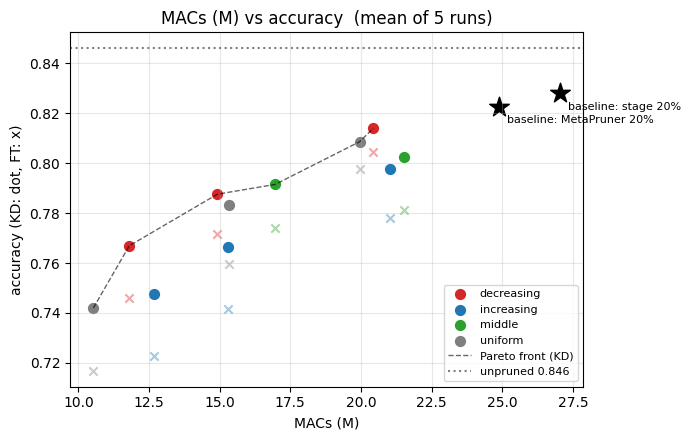 MACs (M) vs accuracy  (mean of 5 runs)
accuracy (KD: dot, FT: x)
0.84
0.82
0.80
0.78
0.76
0.74
0.72
baseline: stage 20%
baseline: MetaPruner 20%
decreasing
increasing
middle
uniform
Pareto front (KD)
unpruned 0.846
10.0 12.5 15.0 17.5 20.0 22.5 25.0 27.5
MACs (M)